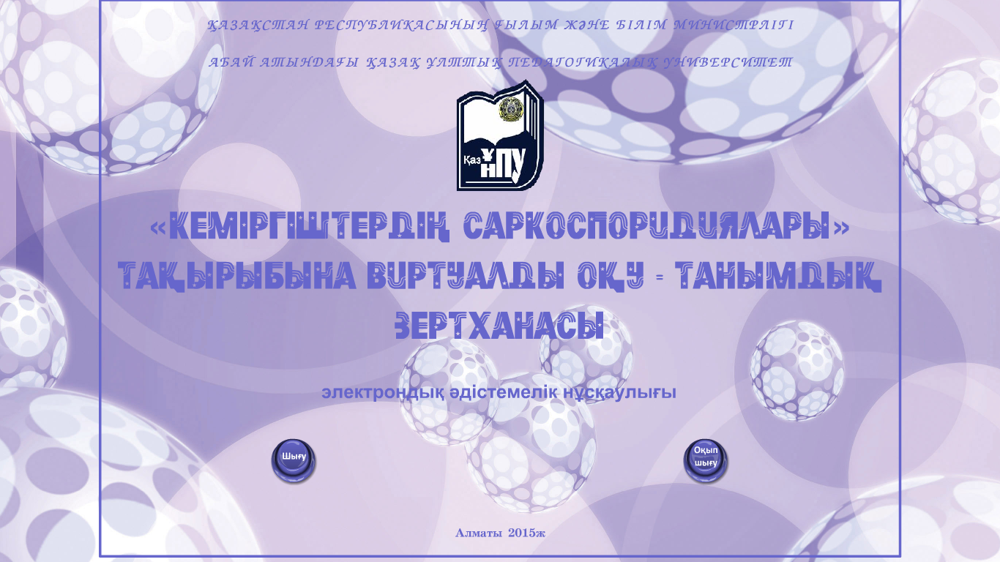 ҚАЗАҚСТАН РЕСПУБЛИКАСЫНЫҢ ҒЫЛЫМ ЖӘНЕ БІЛІМ МИНИСТРЛІГІ
АБАЙ АТЫНДАҒЫ ҚАЗАҚ ҰЛТТЫҚ ПЕДАГОГИКАЛЫҚ УНИВЕРСИТЕТ
ҚазҰНПУ
«КЕМІРГІШТЕРДІҢ САРКОСПОРИДИЯЛАРЫ»
ТАҚЫРЫБЫНА ВИРТУАЛДЫ ОҚУ - ТАНЫМДЫҚ
ЗЕРТХАНАСЫ
электрондық әдістемелік нұсқаулығы
Шығу
Оқып
шығу
Алматы 2015ж